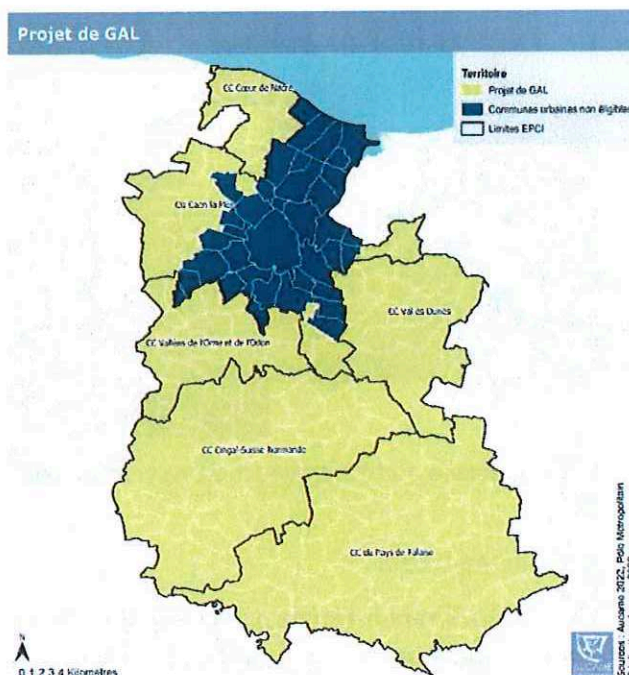 Projet de GAL
Territoire
Projet de GAL
Communes urbaines non éligibles
Limites EPCI
CC Cœur de Nacre
CU Caen la Mer
CC Val ès Dunes
CC Vallées de l'Orne et de l'Odon
CC Cingal-Suisse Normande
CC du Pays de Falaise
N
0 1 2 3 4 Kilomètres
AUCAME
Sources : Aucame 2022, Pôle Métropolitain